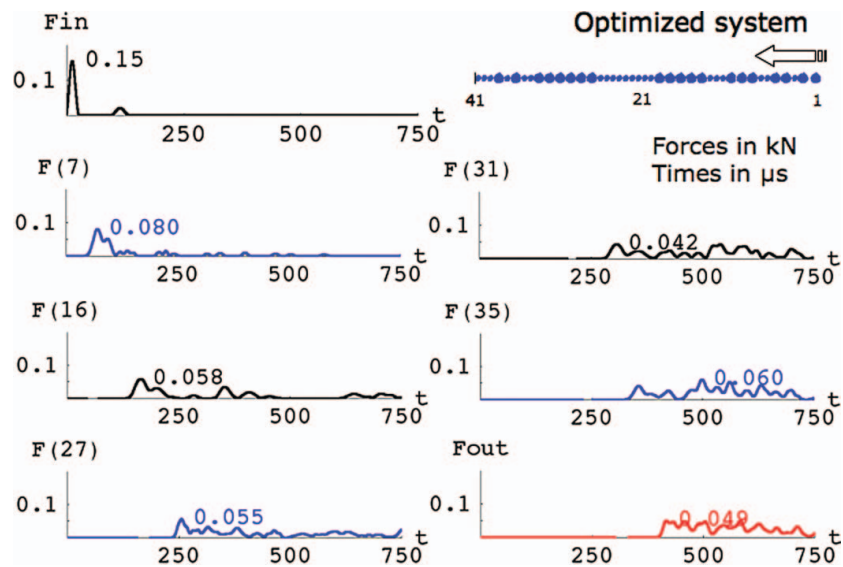 Fin
Optimized system
0.15
0.1
t
250 500 750
41 21 1
Forces in kN
Times in µs
F(7)
0.1
0.080
t
250 500 750
F(31)
0.1
0.042
t
250 500 750
F(16)
0.1
0.058
t
250 500 750
F(35)
0.1
0.060
t
250 500 750
F(27)
0.1
0.055
t
250 500 750
Fout
0.1
0.049
t
250 500 750